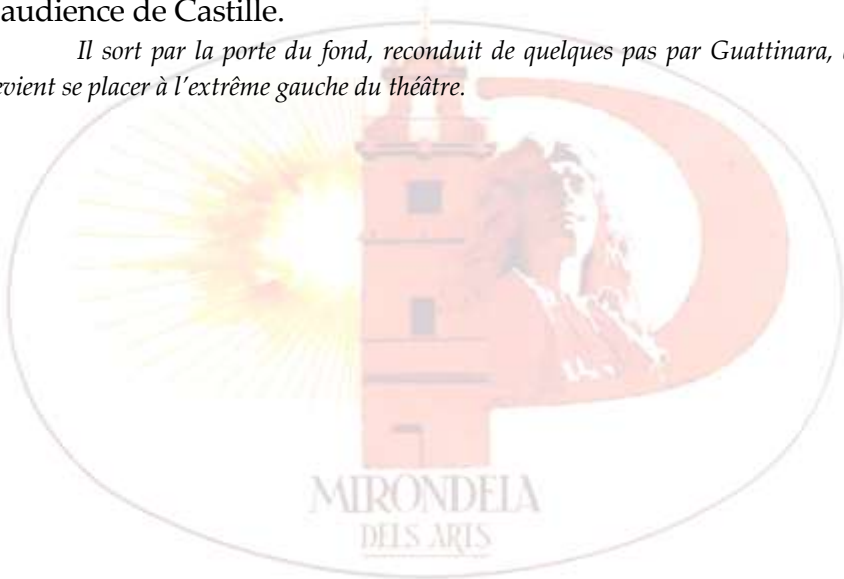 audience de Castille.
Il sort par la porte du fond, reconduit de quelques pas par Guattinara,
evient se placer à l'extrême gauche du théâtre.
MIRONDELA
DELS ARTS